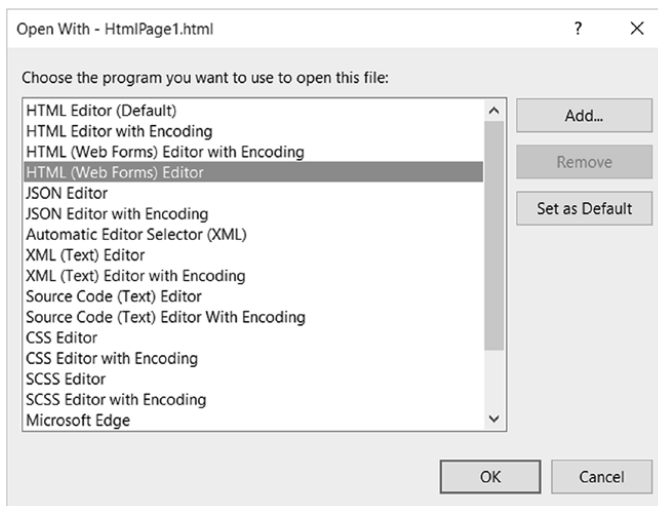 Open With - HtmlPage1.html
?
Choose the program you want to use to open this file:
HTML Editor (Default)
HTML Editor with Encoding
HTML (Web Forms) Editor with Encoding
HTML (Web Forms) Editor
JSON Editor
JSON Editor with Encoding
Automatic Editor Selector (XML)
XML (Text) Editor
XML (Text) Editor with Encoding
Source Code (Text) Editor
Source Code (Text) Editor With Encoding
CSS Editor
CSS Editor with Encoding
SCSS Editor
SCSS Editor with Encoding
Microsoft Edge
Add...
Remove
Set as Default
OK
Cancel